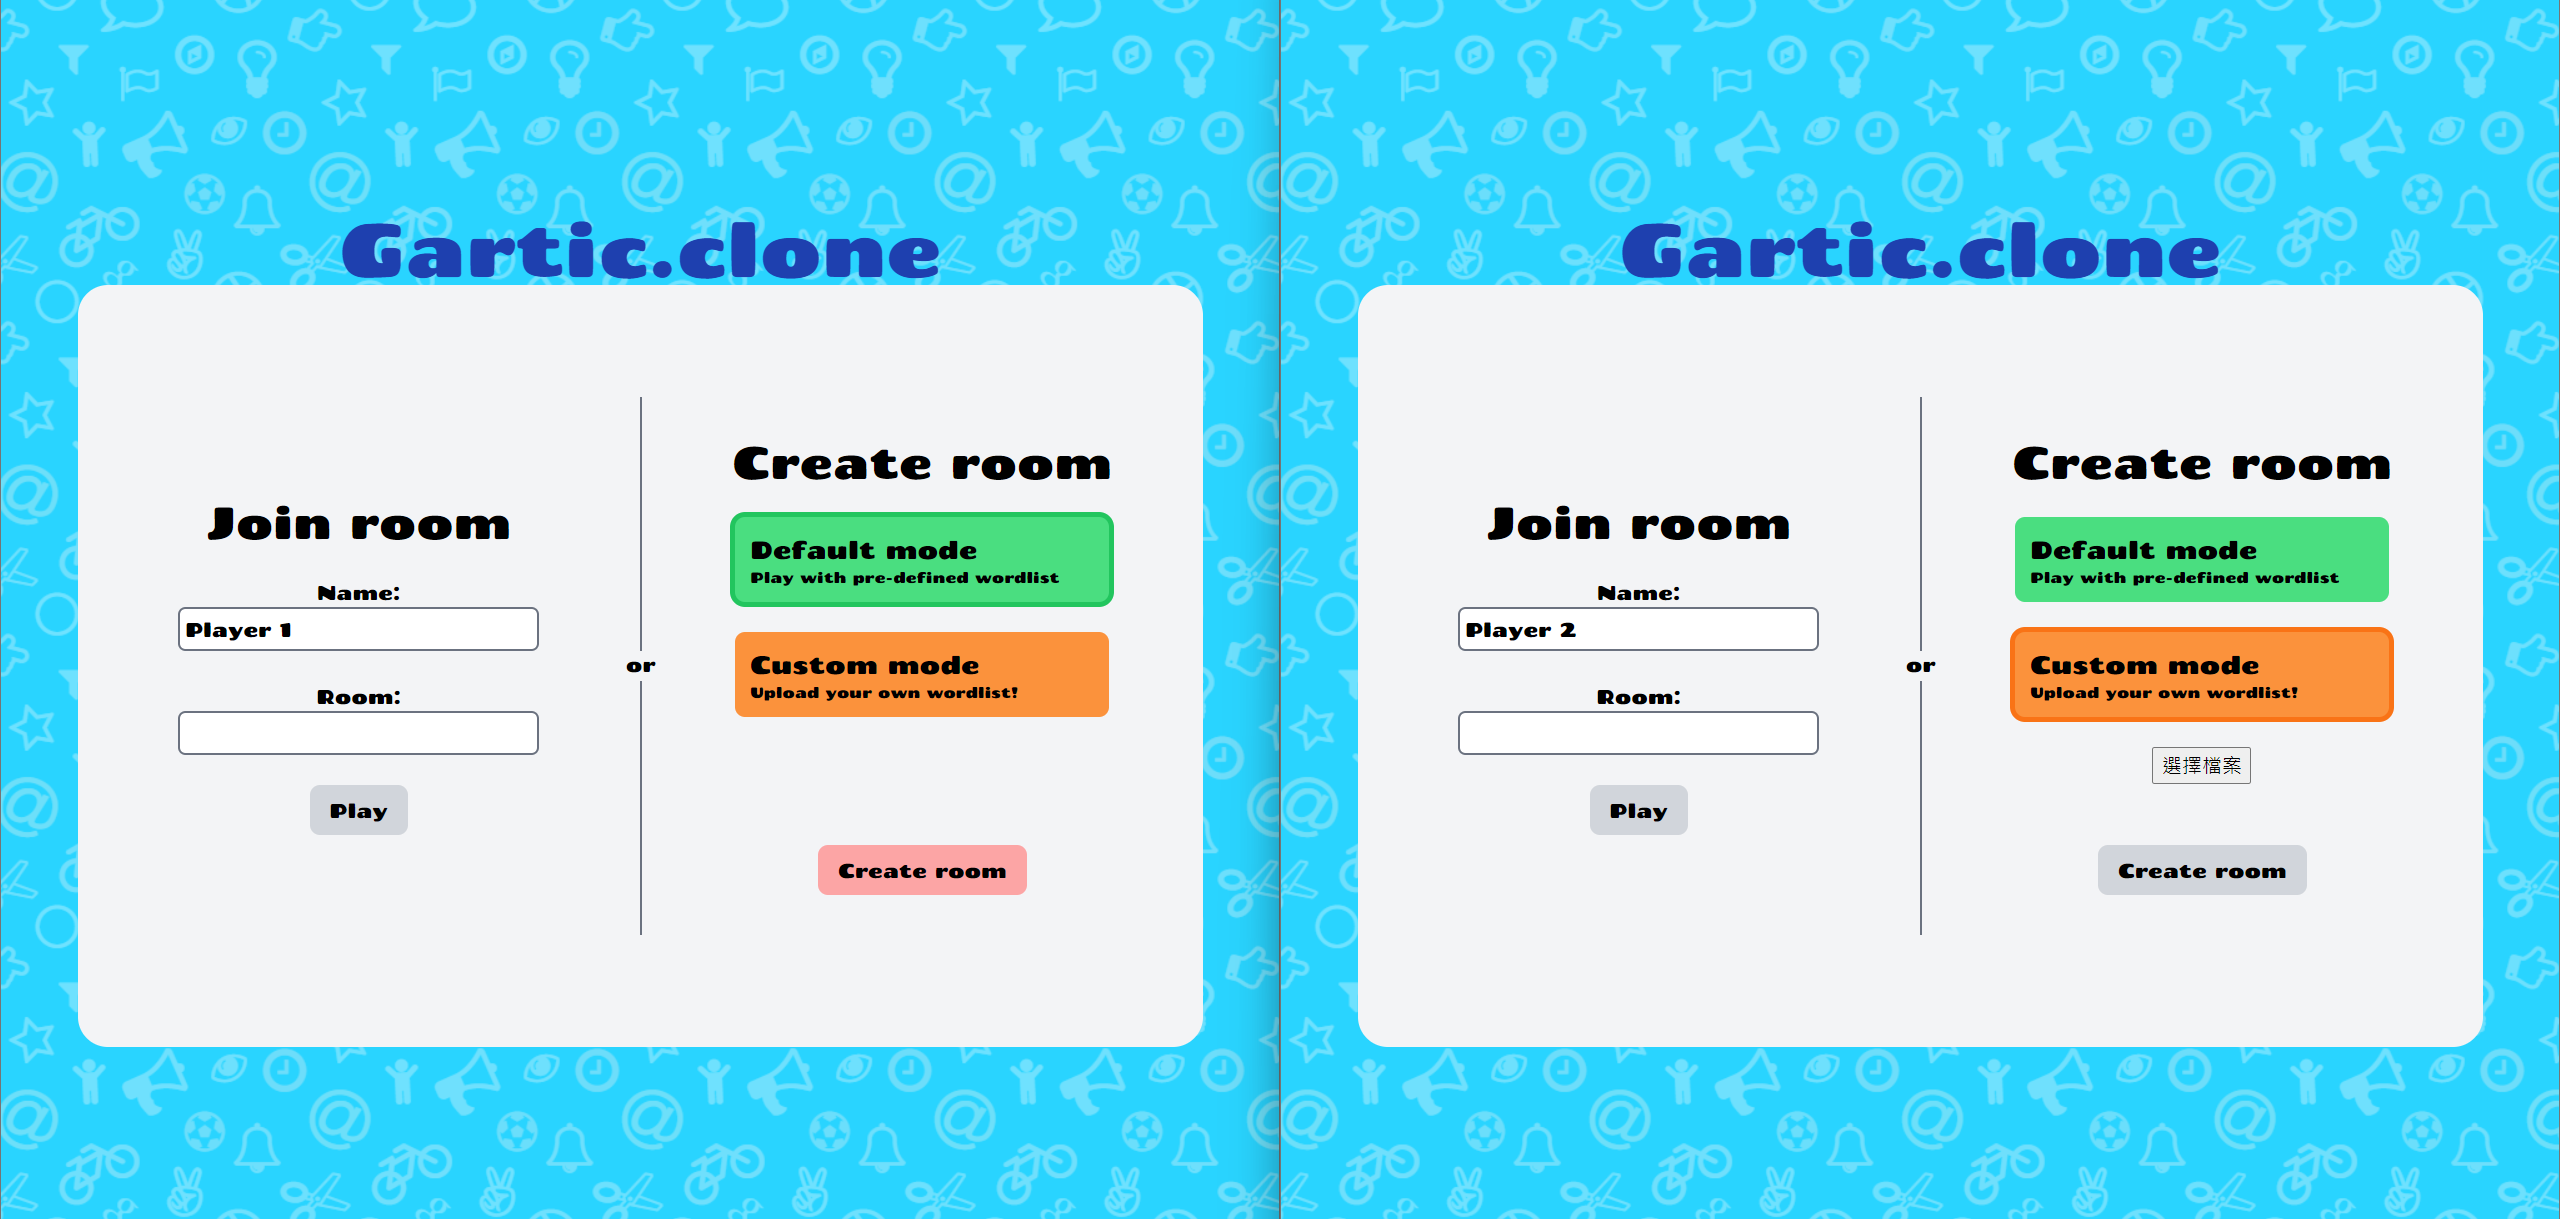 Gartic.clone
Join room
Name:
Player 1
Room:
Play
or
Create room
Default mode
Play with pre-defined wordlist
Custom mode
Upload your own wordlist!
Create room
Gartic.clone
Join room
Name:
Player 2
Room:
Play
or
Create room
Default mode
Play with pre-defined wordlist
Custom mode
Upload your own wordlist!
選擇檔案
Create room